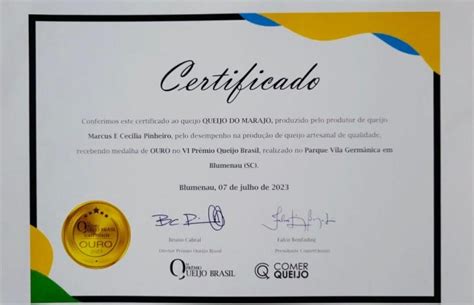 Certificado
Conferimos este certificado ao queijo QUEIJO DO MARAJO, produzido pelo produtor de queijo
Marcus E Cecilia Pinheiro, pelo desempenho na produção de queijo artesanal de qualidade,
recebendo medalha de OURO no VI Prêmio Queijo Brasil, realizado no Parque Vila Germânica em
Blumenau (SC).
Blumenau, 07 de julho de 2023
Bruno Cabral
Diretor Prêmio Queijo Brasil
Presidente ComerQueijo
OURO
PRÊMIO
QUEIJO BRASIL
COMER
QUEIJO